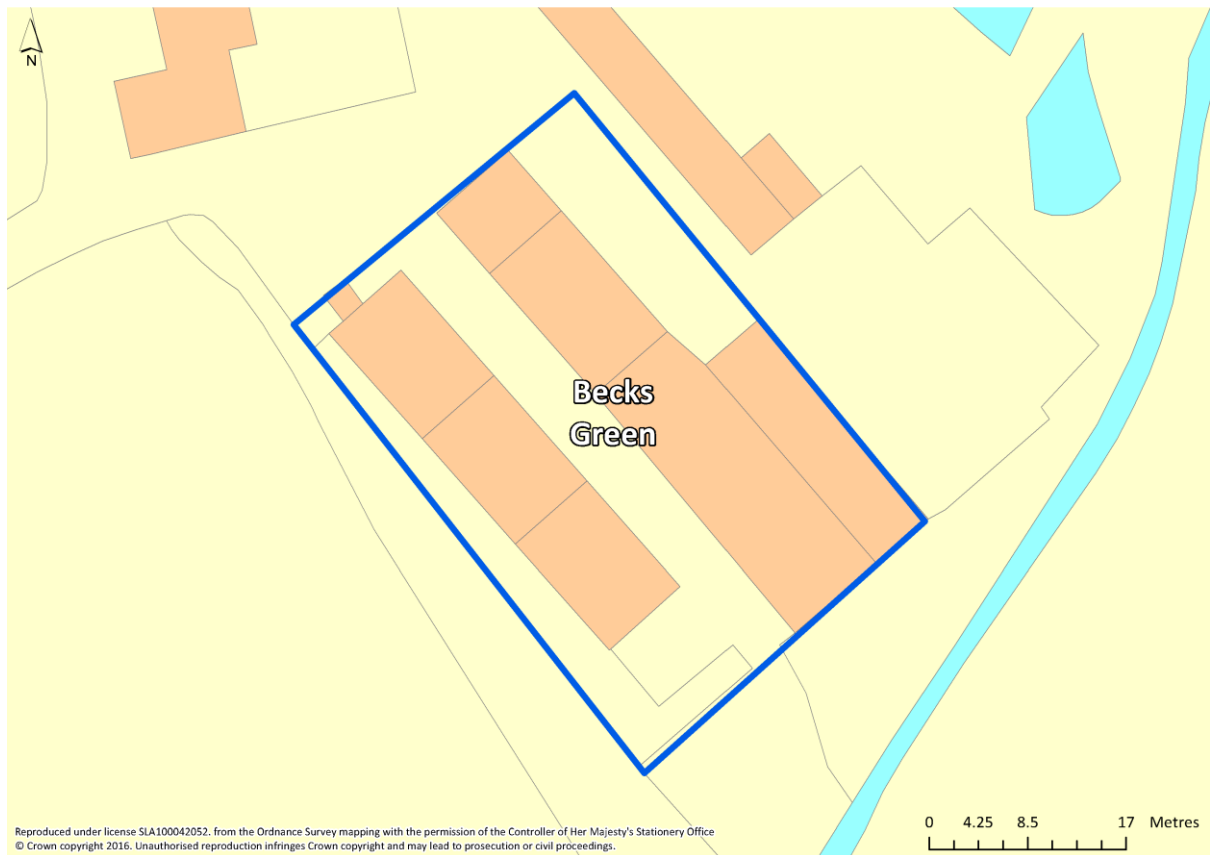 N
Becks
Green
0 4.25 8.5 17 Metres
Reproduced under license SLA100042052. from the Ordnance Survey mapping with the permission of the Controller of Her Majesty's Stationery Office
© Crown copyright 2016. Unauthorised reproduction infringes Crown copyright and may lead to prosecution or civil proceedings.